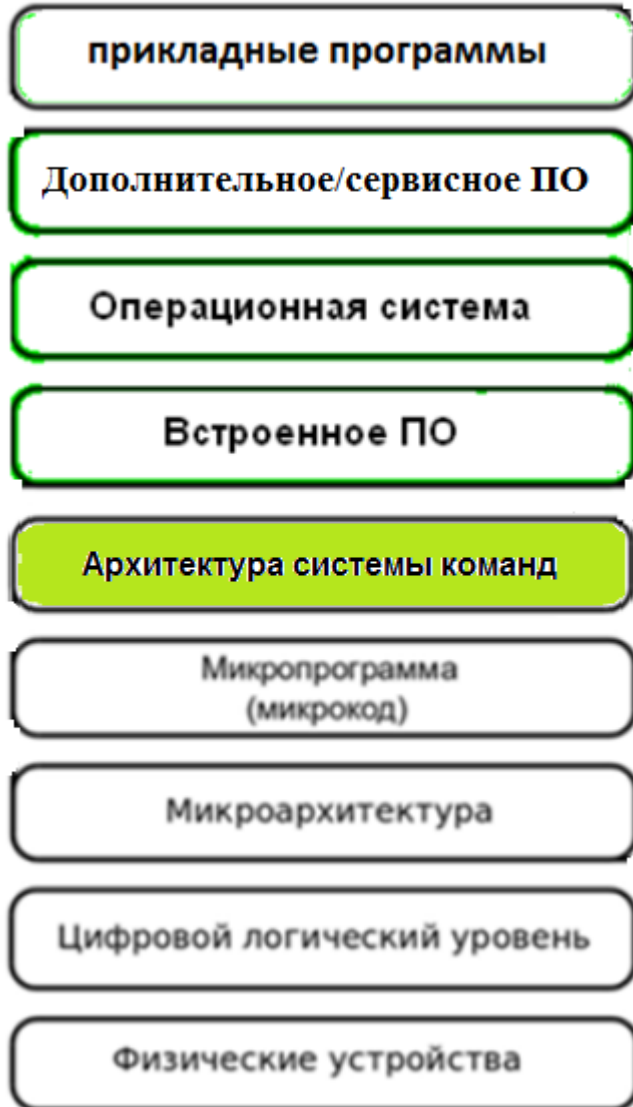 прикладные программы
Дополнительное/сервисное ПО
Операционная система
Встроенное ПО
Архитектура системы команд
Микропрограмма
(микрокод)
Микроархитектура
Цифровой логический уровень
Физические устройства